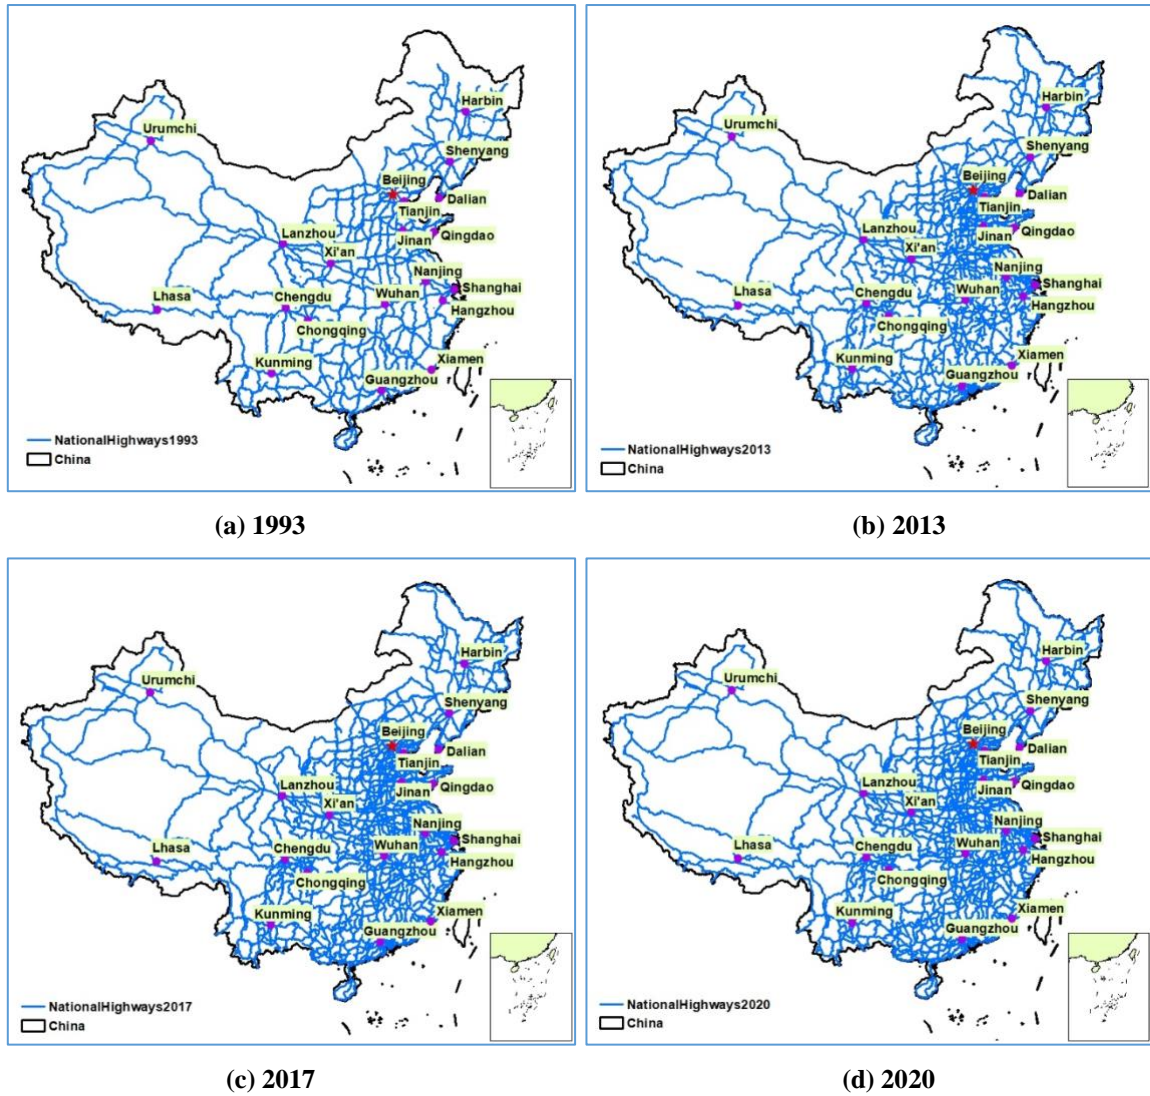 Harbin
Urumchi
Shenyang
Beijing
Dalian
Tianjin
Lanzhou
Jinan
Qingdao
Xi'an
Nanjing
Shanghai
Lhasa
Chengdu
Wuhan
Hangzhou
Chongqing
Kunming
Xiamen
Guangzhou
NationalHighways1993
China
(a) 1993
Harbin
Urumchi
Shenyang
Beijing
Dalian
Tianjin
Lanzhou
Jinan
Qingdao
Xi'an
Nanjing
Shanghai
Lhasa
Chengdu
Wuhan
Hangzhou
Chongqing
Kunming
Xiamen
Guangzhou
NationalHighways2013
China
(b) 2013
Harbin
Urumchi
Shenyang
Beijing
Dalian
Tianjin
Lanzhou
Jinan
Qingdao
Xi'an
Nanjing
Shanghai
Lhasa
Chengdu
Wuhan
Hangzhou
Chongqing
Kunming
Xiamen
Guangzhou
NationalHighways2017
China
(c) 2017
Harbin
Urumchi
Shenyang
Beijing
Dalian
Tianjin
Lanzhou
Jinan
Qingdao
Xi'an
Nanjing
Shanghai
Lhasa
Chengdu
Wuhan
Hangzhou
Chongqing
Kunming
Xiamen
Guangzhou
NationalHighways2020
China
(d) 2020